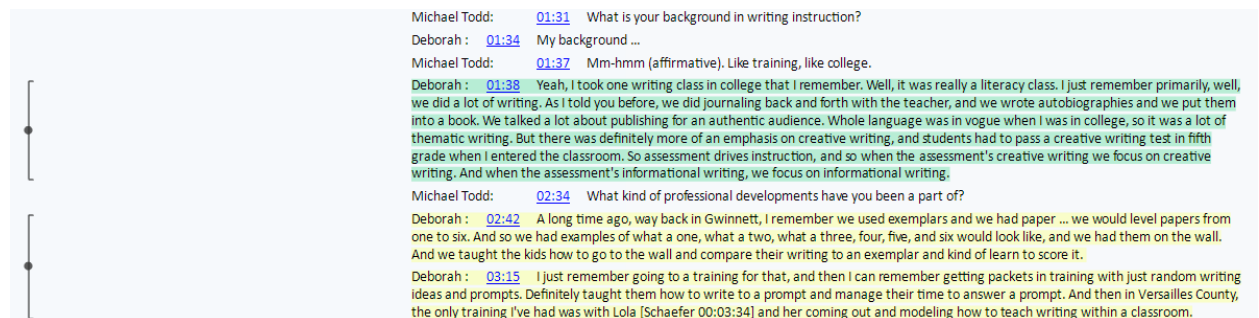 Michael Todd: 01:31 What is your background in writing instruction?
Deborah : 01:34 My background ...
Michael Todd: 01:37 Mm-hmm (affirmative). Like training, like college.
Deborah : 01:38 Yeah, I took one writing class in college that I remember. Well, it was really a literacy class. I just remember primarily, well,
we did a lot of writing. As I told you before, we did journaling back and forth with the teacher, and we wrote autobiographies and we put them
into a book. We talked a lot about publishing for an authentic audience. Whole language was in vogue when I was in college, so it was a lot of
thematic writing. But there was definitely more of an emphasis on creative writing, and students had to pass a creative writing test in fifth
grade when I entered the classroom. So assessment drives instruction, and so when the assessment's creative writing we focus on creative
writing. And when the assessment's informational writing, we focus on informational writing.
Michael Todd: 02:34 What kind of professional developments have you been a part of?
Deborah : 02:42 A long time ago, way back in Gwinnett, I remember we used exemplars and we had paper ... we would level papers from
one to six. And so we had examples of what a one, what a two, what a three, four, five, and six would look like, and we had them on the wall.
And we taught the kids how to go to the wall and compare their writing to an exemplar and kind of learn to score it.
Deborah : 03:15 I just remember going to a training for that, and then I can remember getting packets in training with just random writing
ideas and prompts. Definitely taught them how to write to a prompt and manage their time to answer a prompt. And then in Versailles County,
the only training I've had was with Lola [Schaefer 00:03:34] and her coming out and modeling how to teach writing within a classroom.